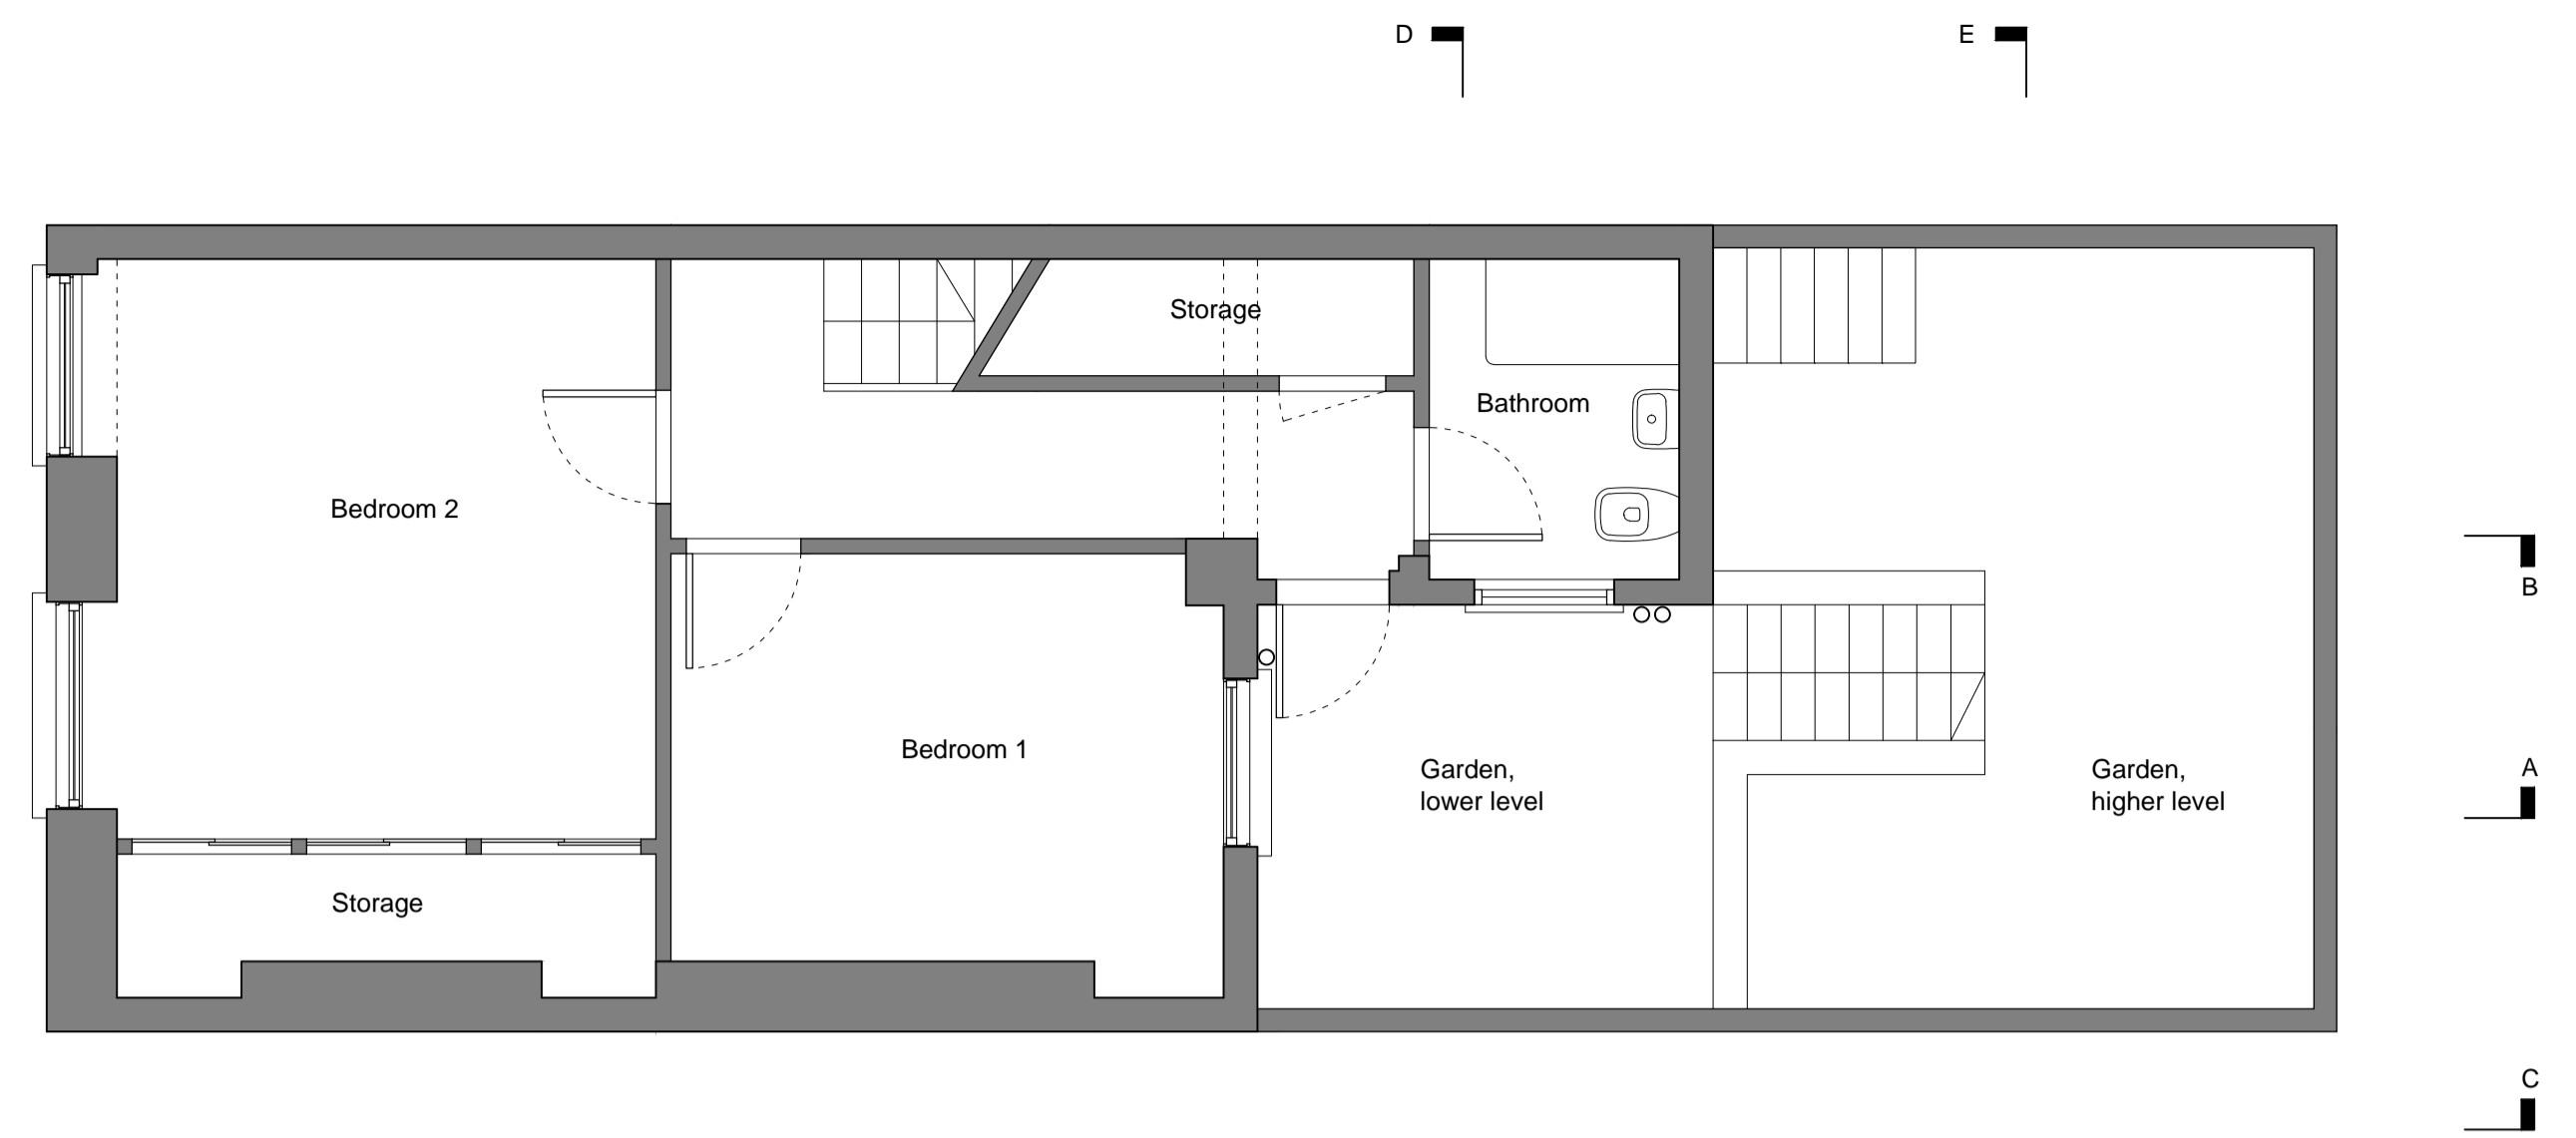 D
E
Storage
Bathroom
Bedroom 2
B
Bedroom 1
Garden,
lower level
Garden,
higher level
A
Storage
C